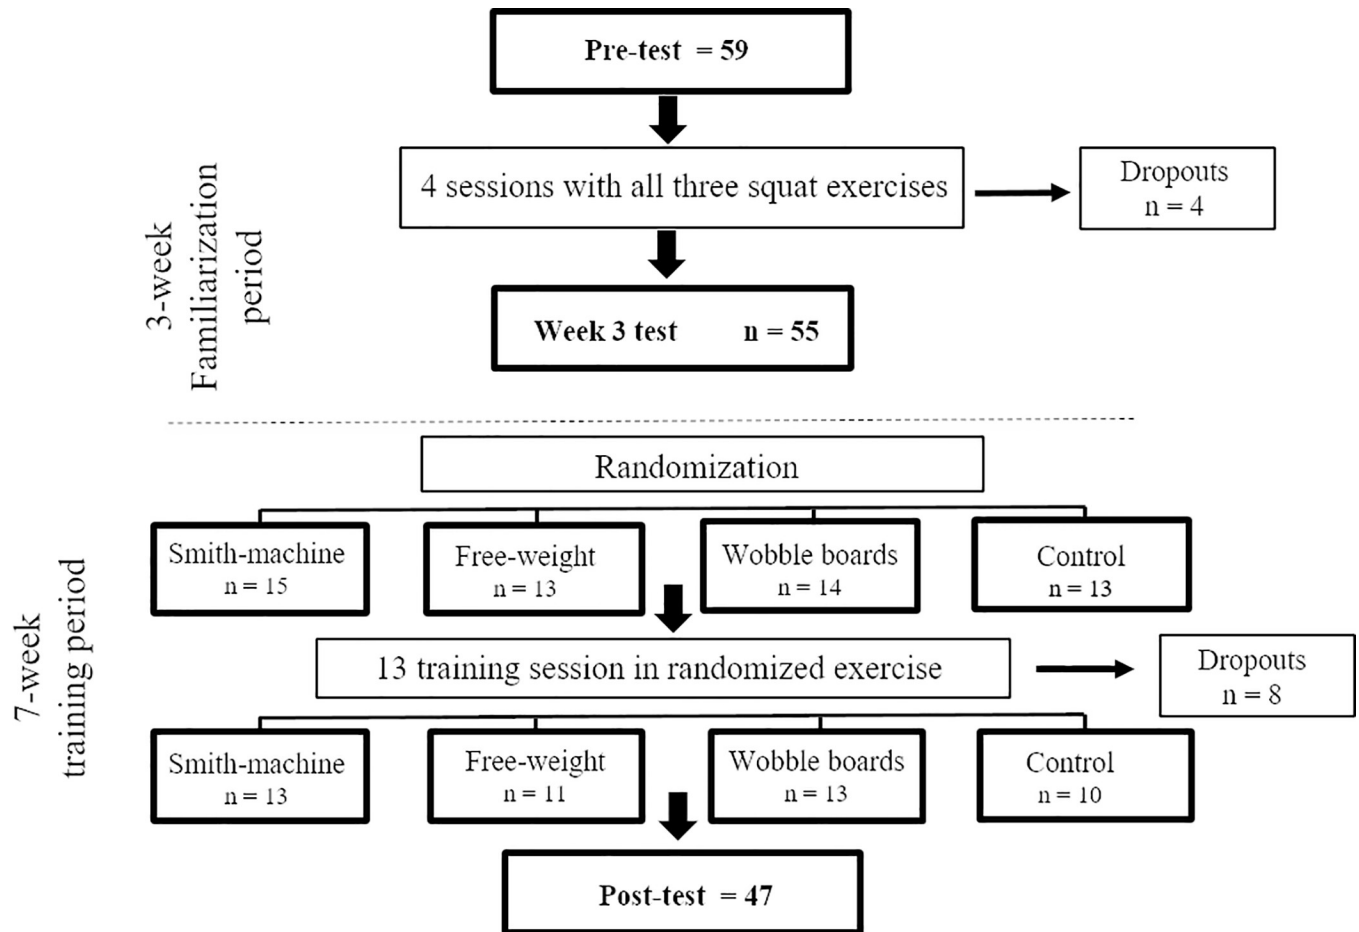 Pre-test = 59
4 sessions with all three squat exercises
Dropouts
n = 4
3-week
Familiarization
period
Week 3 test n = 55
Randomization
Smith-machine
n = 15
Free-weight
n = 13
Wobble boards
n = 14
Control
n = 13
7-week
training period
13 training session in randomized exercise
Dropouts
n = 8
Smith-machine
n = 13
Free-weight
n = 11
Wobble boards
n = 13
Control
n = 10
Post-test = 47